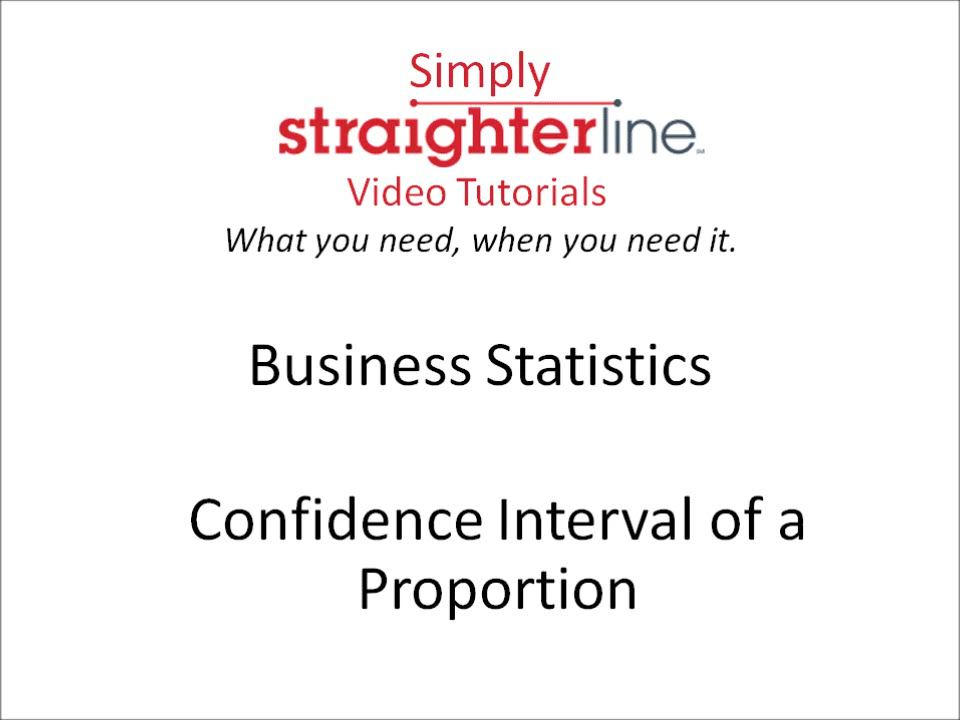 Simply
straighterline
Video Tutorials
What you need, when you need it.
Business Statistics
Confidence Interval of a
Proportion